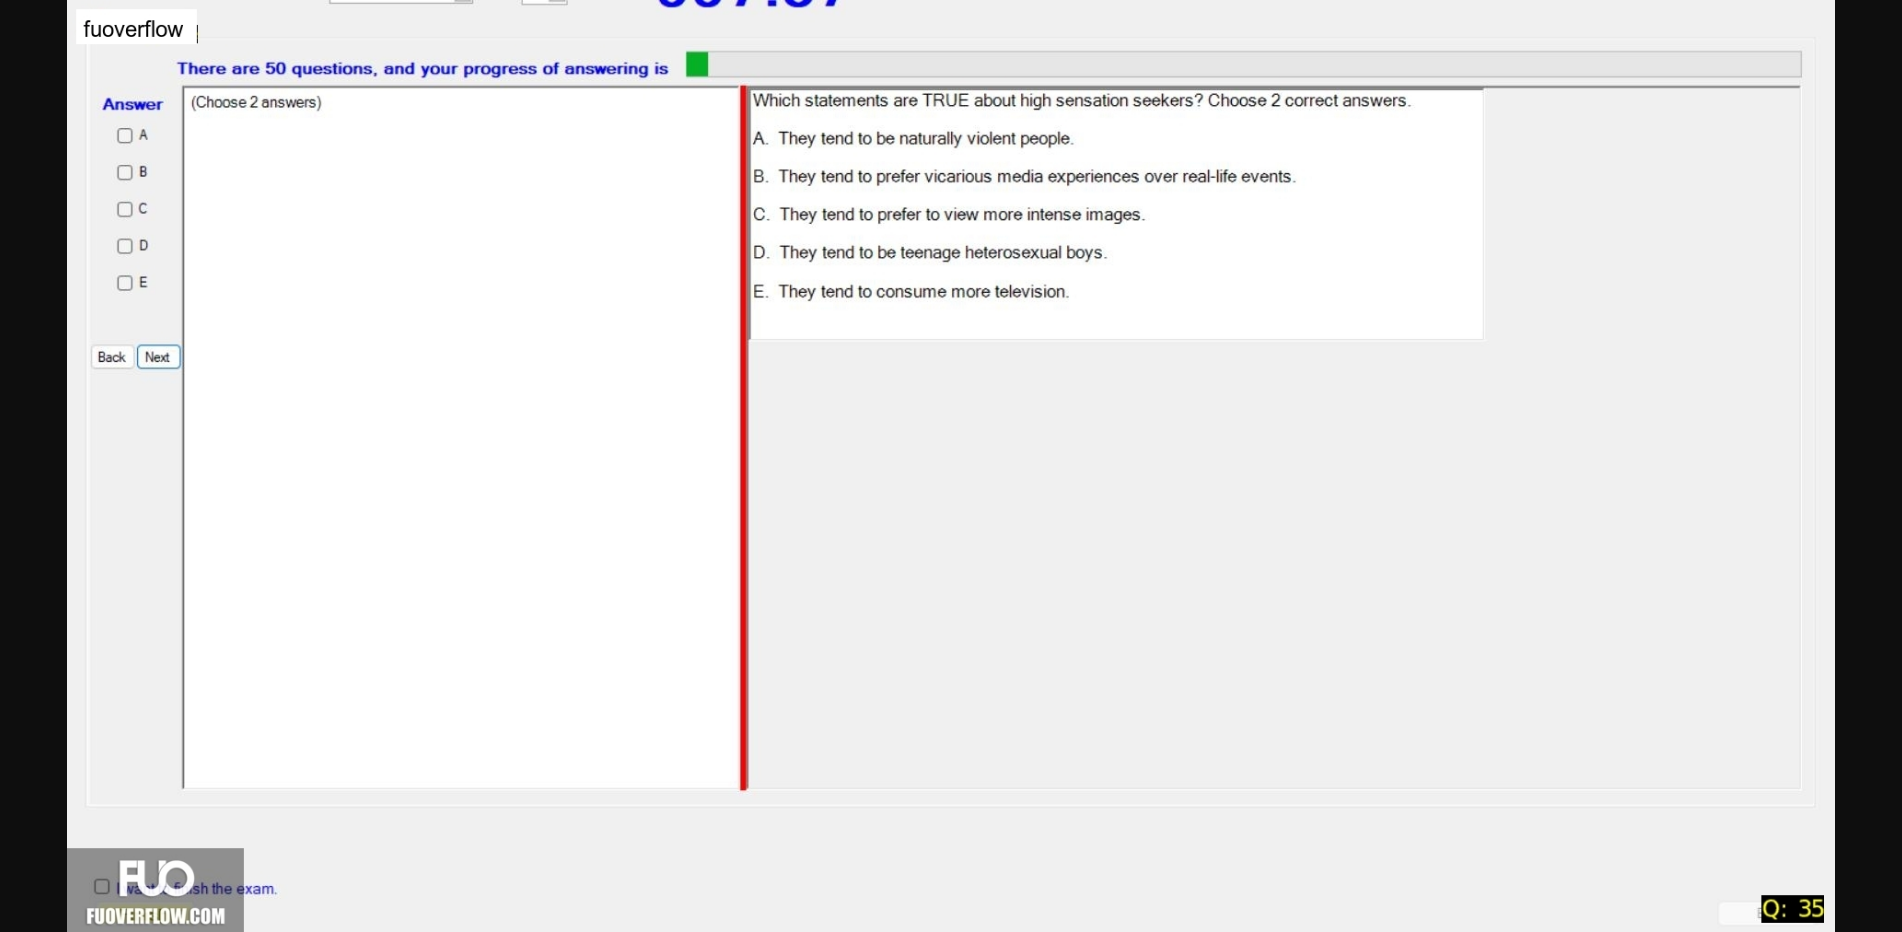 fuoverflow
There are 50 questions, and your progress of answering is
Answer
(Choose 2 answers)
A
B
C
D
E
Back Next
Which statements are TRUE about high sensation seekers? Choose 2 correct answers.
A. They tend to be naturally violent people.
B. They tend to prefer vicarious media experiences over real-life events.
C. They tend to prefer to view more intense images.
D. They tend to be teenage heterosexual boys.
E. They tend to consume more television.
FUO
the exam.
FUOVERFLOW.COM
Q: 35